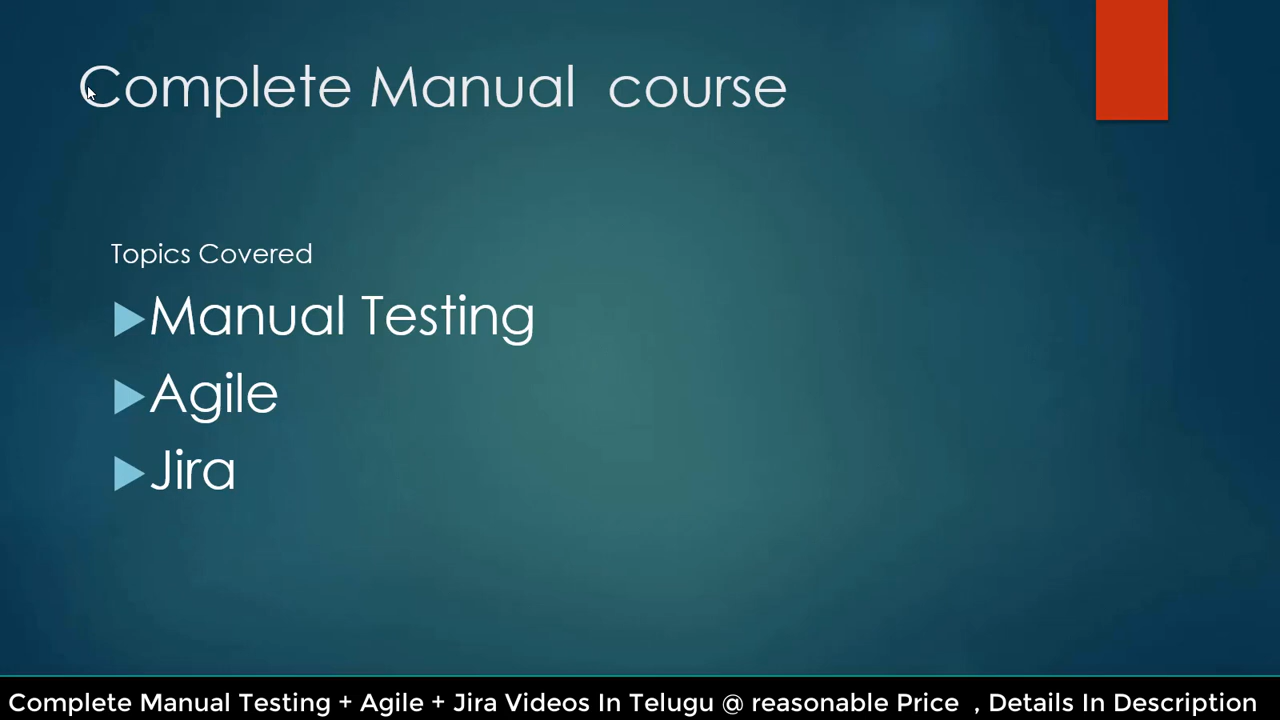 Complete Manual  course
Topics Covered
Manual Testing
Agile
Jira
Complete Manual Testing + Agile + Jira Videos In Telugu @ reasonable Price  , Details In Description